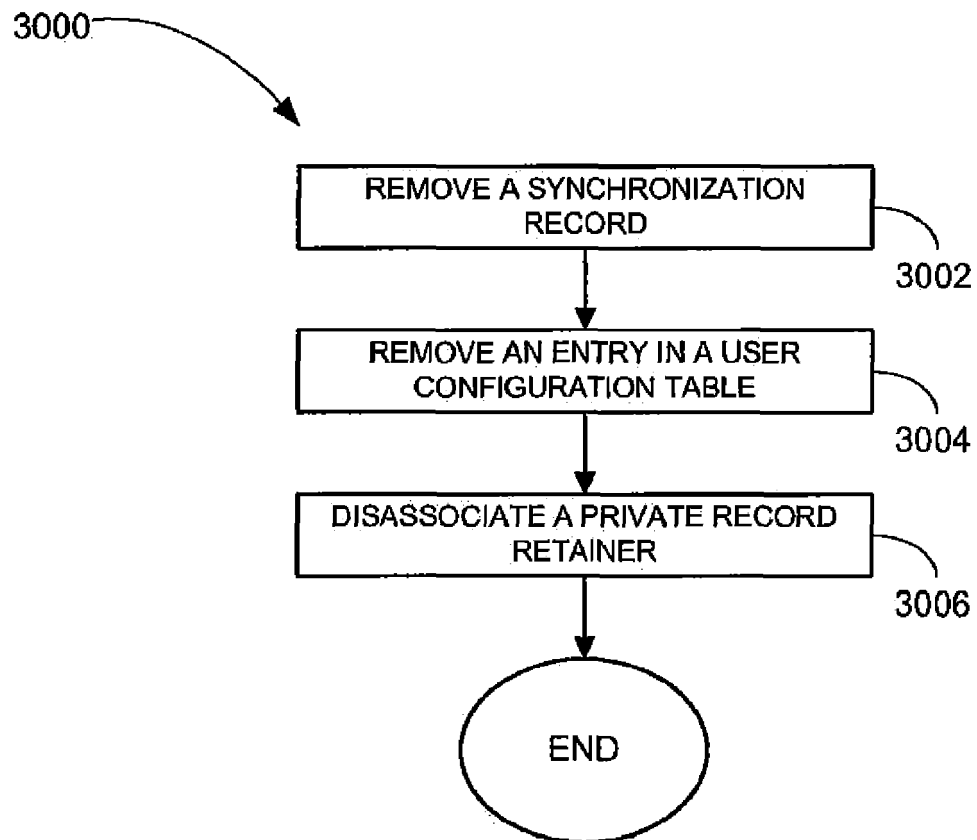 3000
REMOVE A SYNCHRONIZATION
RECORD
3002
REMOVE AN ENTRY IN A USER
CONFIGURATION TABLE
3004
DISASSOCIATE A PRIVATE RECORD
RETAINER
3006
END